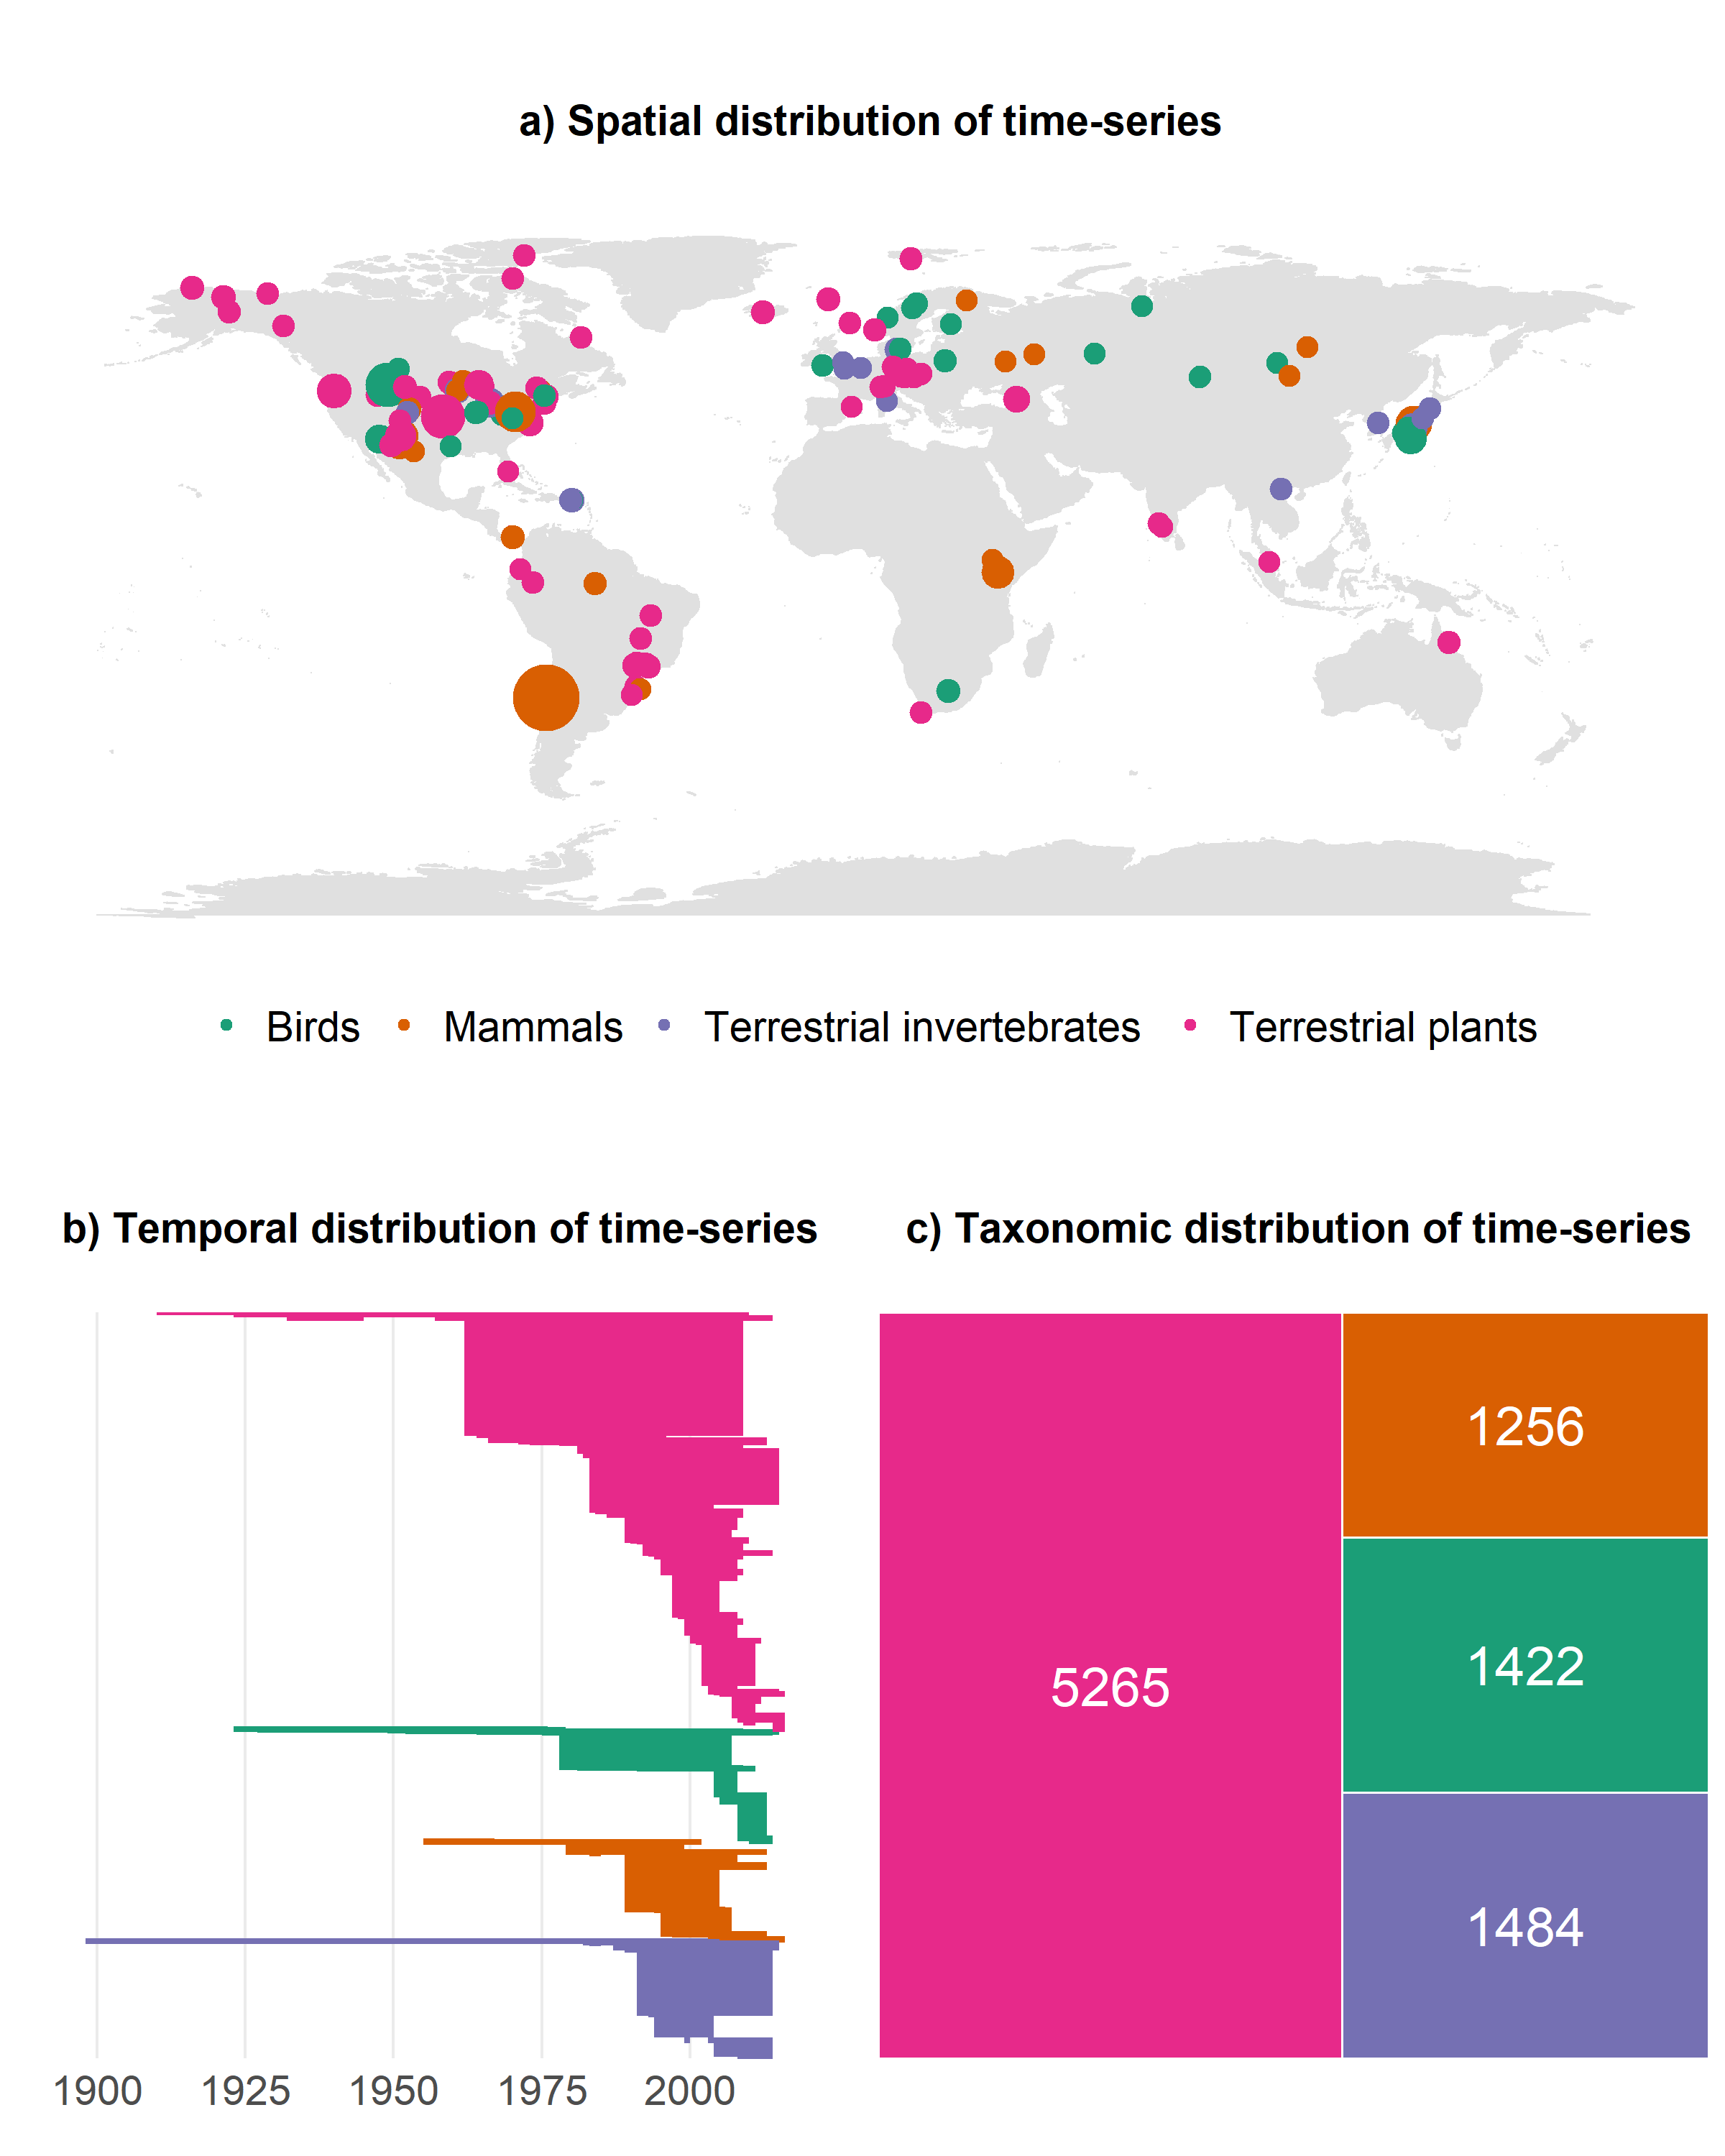 a) Spatial distribution of time-series
Birds Mammals Terrestrial invertebrates Terrestrial plants
b) Temporal distribution of time-series
c) Taxonomic distribution of time-series
1900 1925 1950 1975 2000
5265
1256
1422
1484